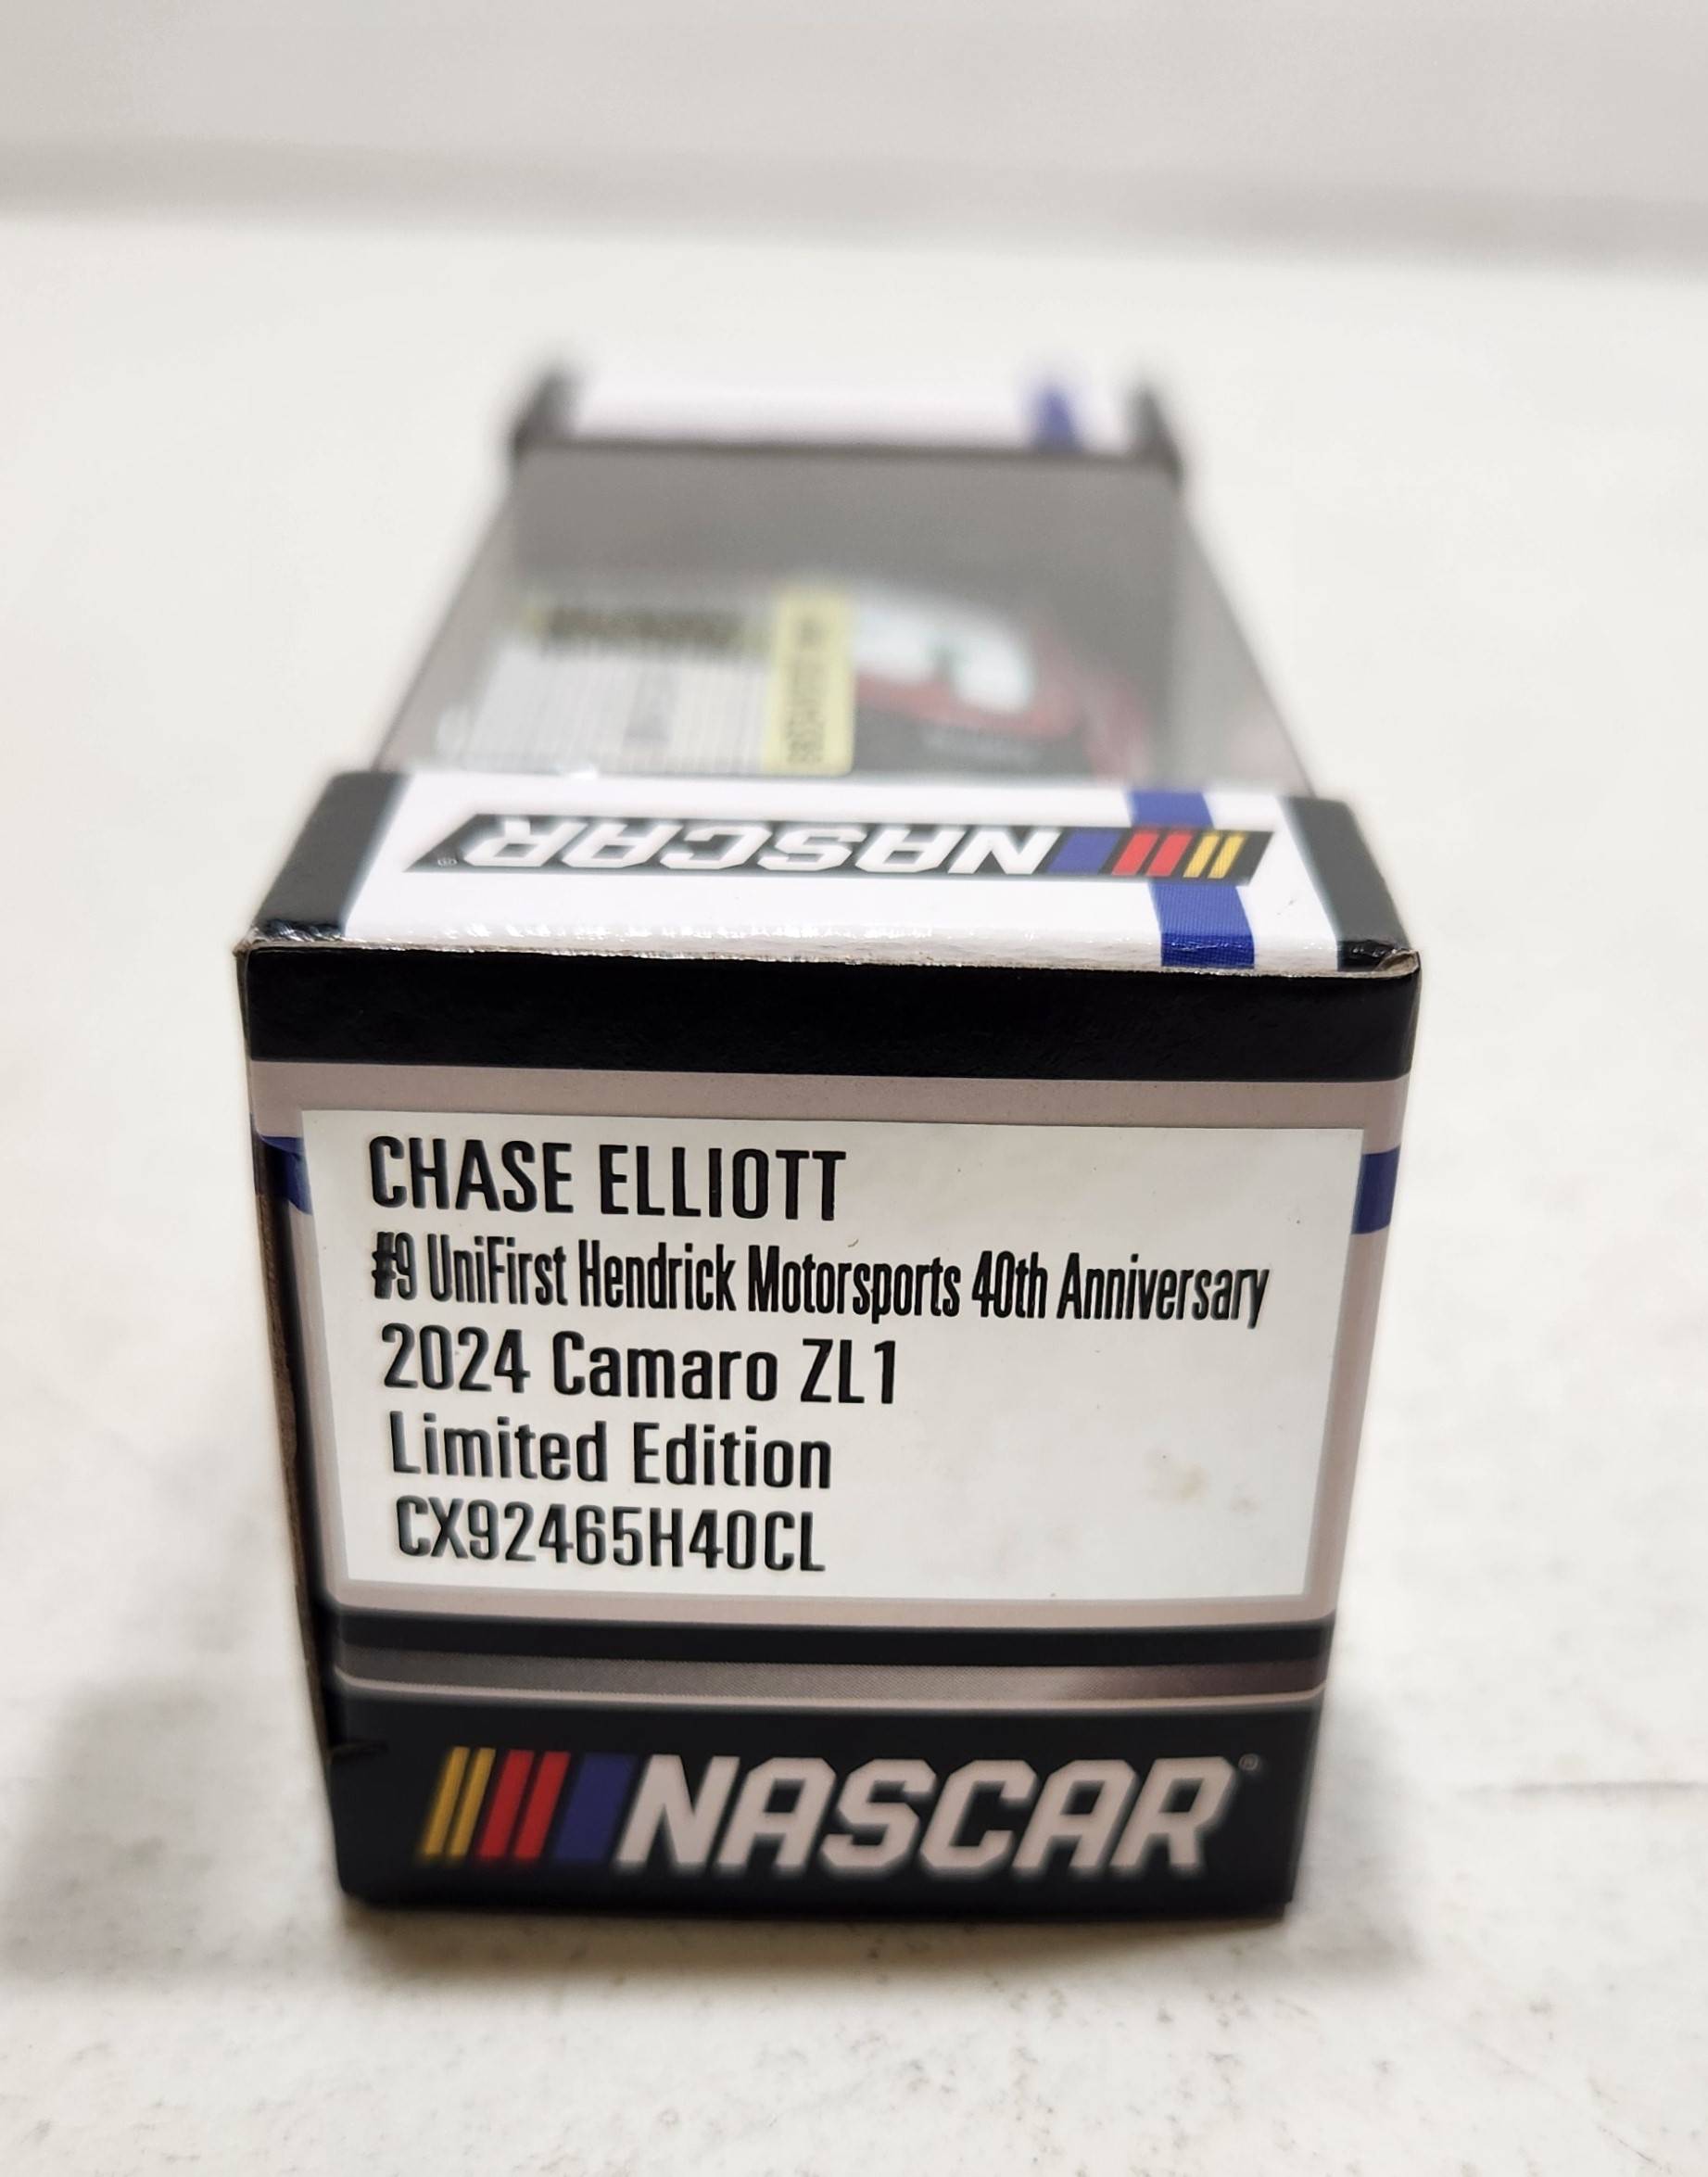 NASCAR®
CHASE ELLIOTT
#9 UniFirst Hendrick Motorsports 40th Anniversary
2024 Camaro ZL1
Limited Edition
CX92465H40CL
NASCAR®